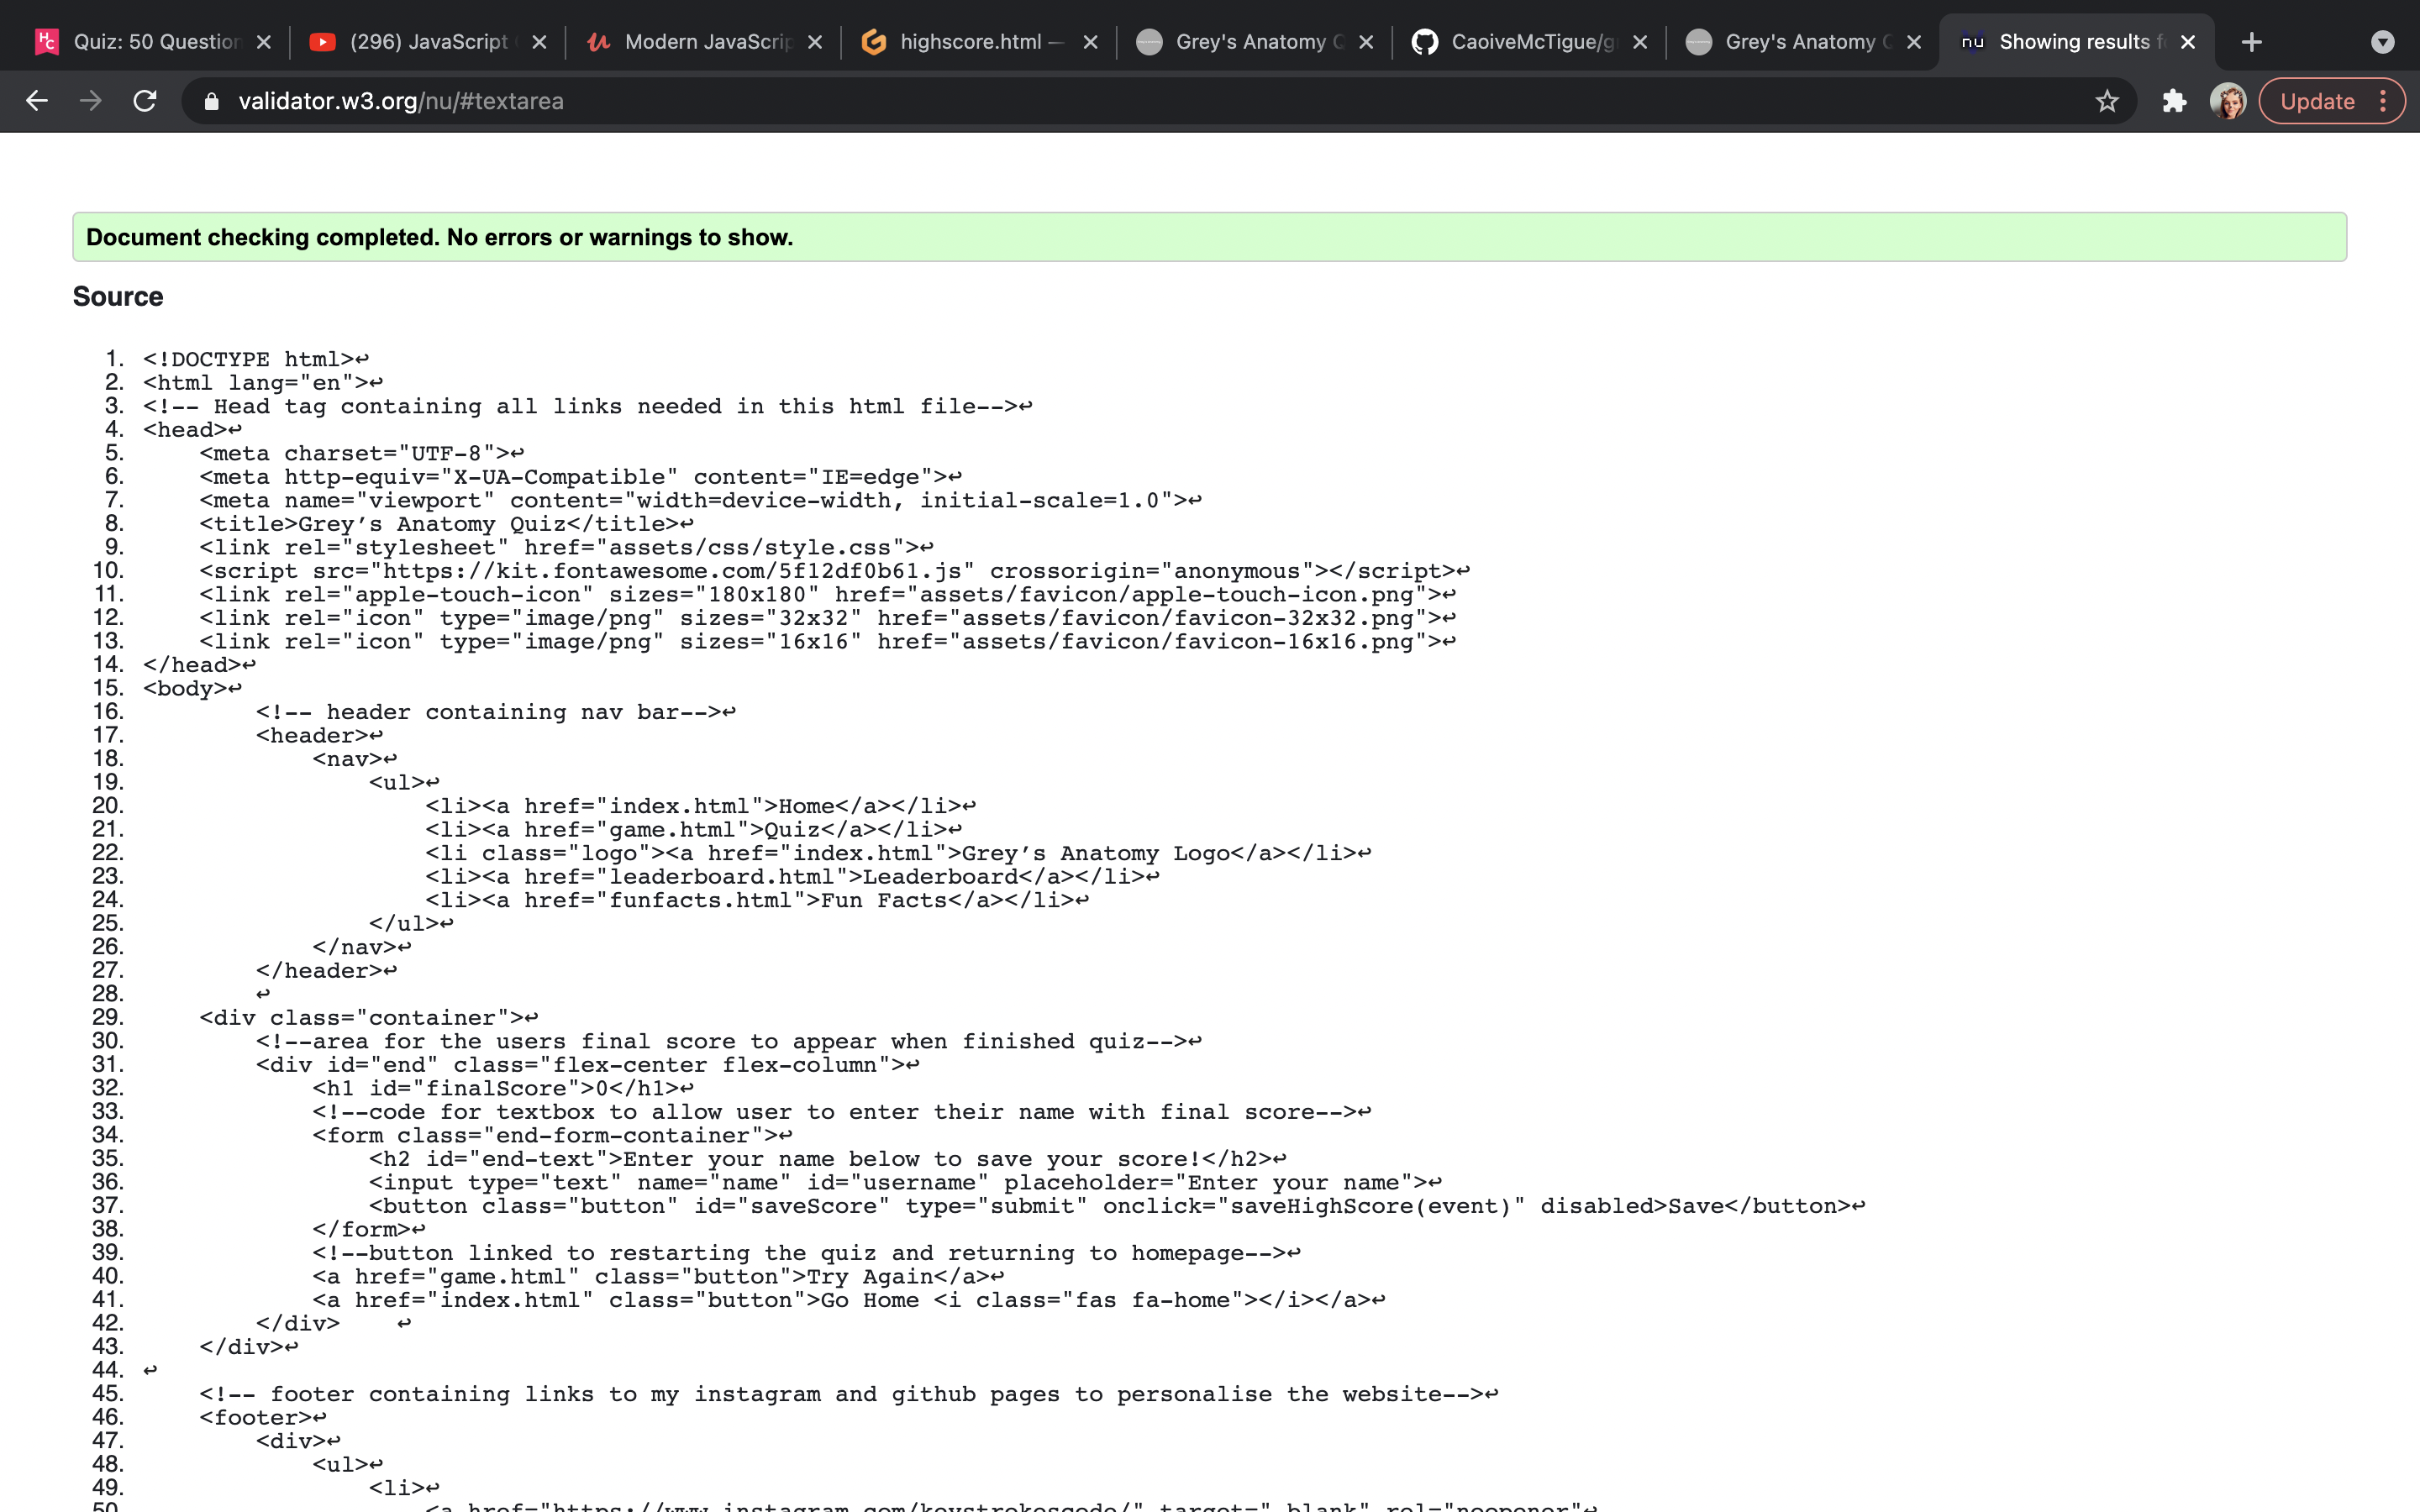 Quiz: 50 Question
(296) JavaScript
Modern JavaScrip
highscore.html —
Grey's Anatomy Q
CaoiveMcTigue/g
Grey's Anatomy
nu Showing results f
validator.w3.org/nu/#textarea
Update
Document checking completed. No errors or warnings to show.
Source
1. <!DOCTYPE html>↩
2. <html lang="en">↩
3. <!-- Head tag containing all links needed in this html file-->↩
4. <head>↩
5. <meta charset="UTF-8">↩
6. <meta http-equiv="X-UA-Compatible" content="IE=edge">↩
7. <meta name="viewport" content="width=device-width, initial-scale=1.0">↩
8. <title>Grey’s Anatomy Quiz</title>↩
9. <link rel="stylesheet" href="assets/css/style.css">↩
10. <script src="https://kit.fontawesome.com/5f12df0b61.js" crossorigin="anonymous"></script>↩
11. <link rel="apple-touch-icon" sizes="180x180" href="assets/favicon/apple-touch-icon.png">↩
12. <link rel="icon" type="image/png" sizes="32x32" href="assets/favicon/favicon-32x32.png">↩
13. <link rel="icon" type="image/png" sizes="16x16" href="assets/favicon/favicon-16x16.png">↩
14. </head>↩
15. <body>↩
16. <!-- header containing nav bar-->↩
17. <header>↩
18. <nav>↩
19. <ul>↩
20. <li><a href="index.html">Home</a></li>↩
21. <li><a href="game.html">Quiz</a></li>↩
22. <li class="logo"><a href="index.html">Grey’s Anatomy Logo</a></li>↩
23. <li><a href="leaderboard.html">Leaderboard</a></li>↩
24. <li><a href="funfacts.html">Fun Facts</a></li>↩
25. </ul>↩
26. </nav>↩
27. </header>↩
28. ↩
29. <div class="container">↩
30. <!--area for the users final score to appear when finished quiz-->↩
31. <div id="end" class="flex-center flex-column">↩
32. <h1 id="finalScore">0</h1>↩
33. <!--code for textbox to allow user to enter their name with final score-->↩
34. <form class="end-form-container">↩
35. <h2 id="end-text">Enter your name below to save your score!</h2>↩
36. <input type="text" name="name" id="username" placeholder="Enter your name">↩
37. <button class="button" id="saveScore" type="submit" onclick="saveHighScore(event)" disabled>Save</button>↩
38. </form>↩
39. <!--button linked to restarting the quiz and returning to homepage-->↩
40. <a href="game.html" class="button">Try Again</a>↩
41. <a href="index.html" class="button">Go Home <i class="fas fa-home"></i></a>↩
42. </div> ↩
43. </div>↩
44. ↩
45. <!-- footer containing links to my instagram and github pages to personalise the website-->↩
46. <footer>↩
47. <div>↩
48. <ul>↩
49. <li>↩
50. <a href="https://www.instagram.com/keystrokescode/" target="_blank" rel="noopener"↩